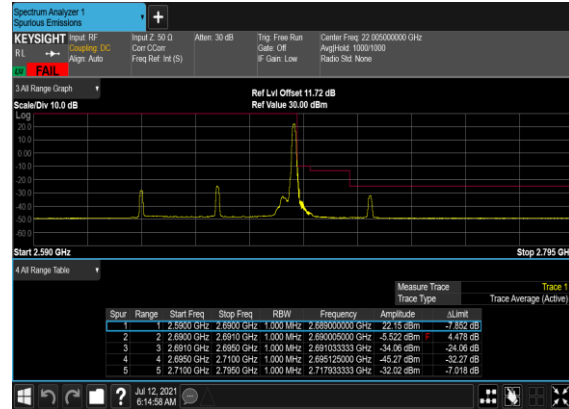 Spectrum Analyzer 1
Spurious Emissions
KEYSIGHT Input: RF Input Z: 50 Ω Atten: 30 dB Trig: Free Run Center Freq: 22.005000000 GHz
RL Coupling: DC Corr CCorr Gate: Off Avg|Hold: 1000/1000
Align: Auto Freq Ref: Int (S) IF Gain: Low Radio Std: None
FAIL
3 All Range Graph
Ref Lvl Offset 11.72 dB
Scale/Div 10.0 dB Ref Value 30.00 dBm
Log
20.0
10.0
0.00
-10.0
-20.0
-30.0
-40.0
-50.0
-60.0
Start 2.590 GHz Stop 2.795 GH
4 All Range Table
Measure Trace Trace 1
Trace Type Trace Average (Active)
Spur Range Start Freq Stop Freq RBW Frequency Amplitude ΔLimit
1 1 2.5900 GHz 2.6900 GHz 1.000 MHz 2.689000000 GHz 22.15 dBm -7.852 dB
2 2 2.6900 GHz 2.6910 GHz 1.000 MHz 2.690005000 GHz -5.522 dBm F 4.478 dB
3 3 2.6910 GHz 2.6950 GHz 1.000 MHz 2.691033333 GHz -34.06 dBm -24.06 dB
4 4 2.6950 GHz 2.7100 GHz 1.000 MHz 2.695125000 GHz -45.27 dBm -32.27 dB
5 5 2.7100 GHz 2.7950 GHz 1.000 MHz 2.717933333 GHz -32.02 dBm -7.018 dB
? Jul 12, 2021
6:14:58 AM